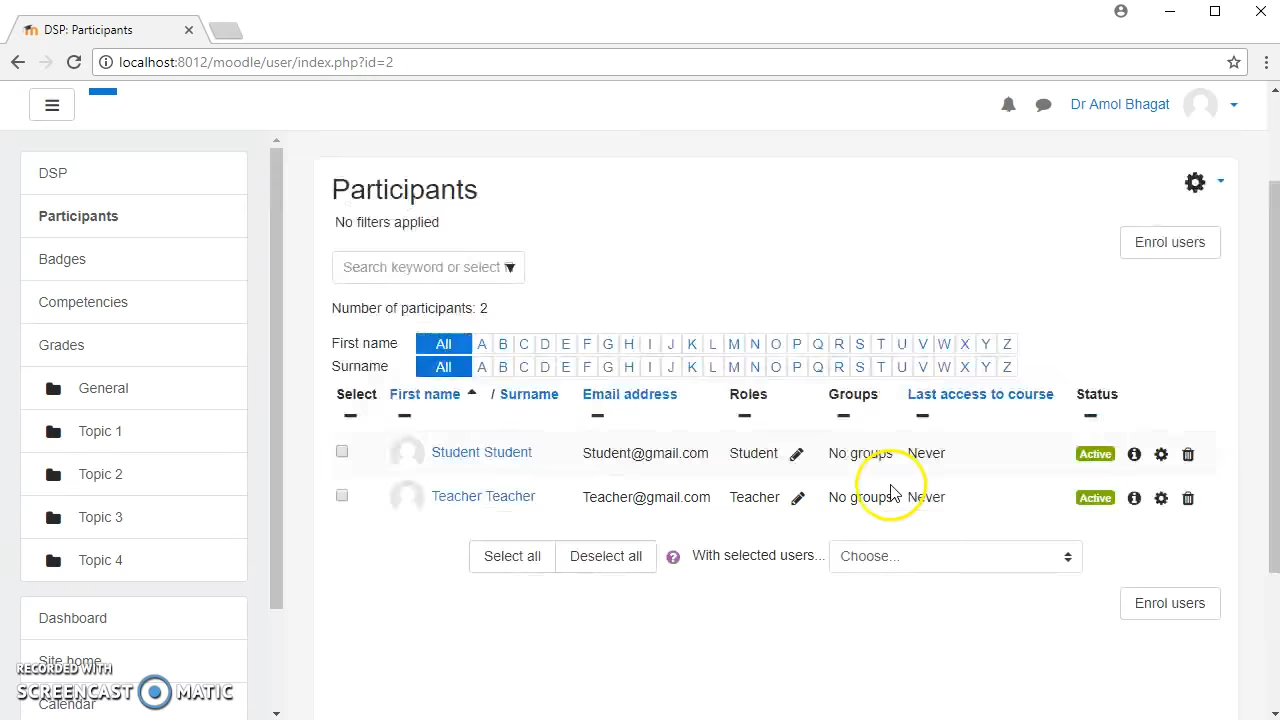 DSP: Participants
localhost:8012/moodle/user/index.php?id=2
Dr Amol Bhagat
DSP
Participants
Badges
Competencies
Grades
General
Topic 1
Topic 2
Topic 3
Topic 4
Dashboard
Site home
Calendar
Participants
No filters applied
Enrol users
Search keyword or select
Number of participants: 2
First name All A B C D E F G H I J K L M N O P Q R S T U V W X Y Z
Surname All A B C D E F G H I J K L M N O P Q R S T U V W X Y Z
Select First name / Surname Email address Roles Groups Last access to course Status
Student Student Student@gmail.com Student No groups Never Active
Teacher Teacher Teacher@gmail.com Teacher No groups Never Active
Select all Deselect all ? With selected users... Choose...
Enrol users
RECORDED WITH
SCREENCAST MATIC